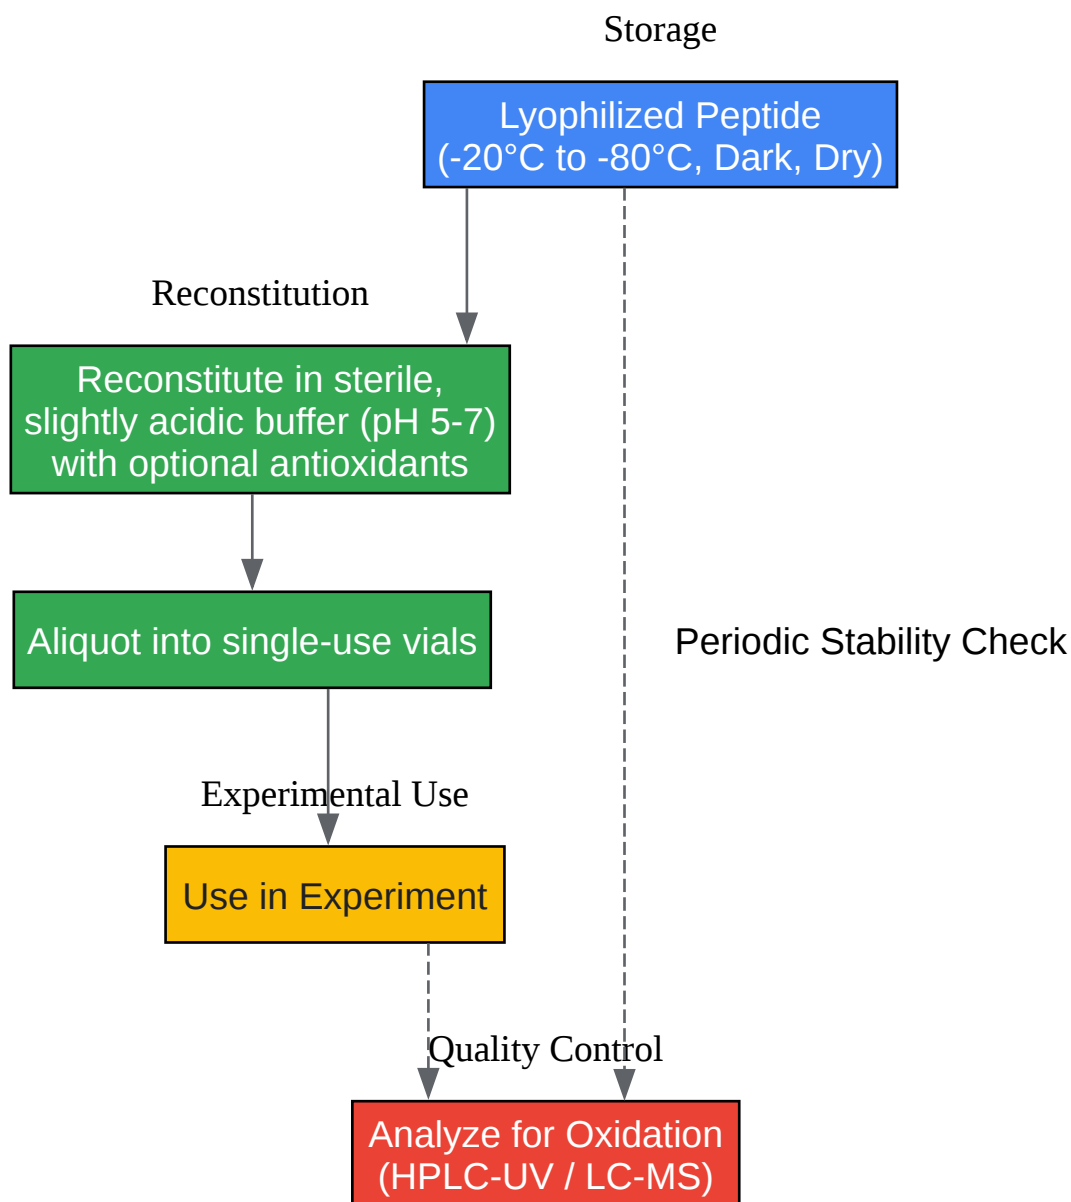 Storage
Lyophilized Peptide
(-20°C to -80°C, Dark, Dry)
Reconstitution
Reconstitute in sterile,
slightly acidic buffer (pH 5-7)
with optional antioxidants
Aliquot into single-use vials
Periodic Stability Check
Experimental Use
Use in Experiment
Quality Control
Analyze for Oxidation
(HPLC-UV / LC-MS)